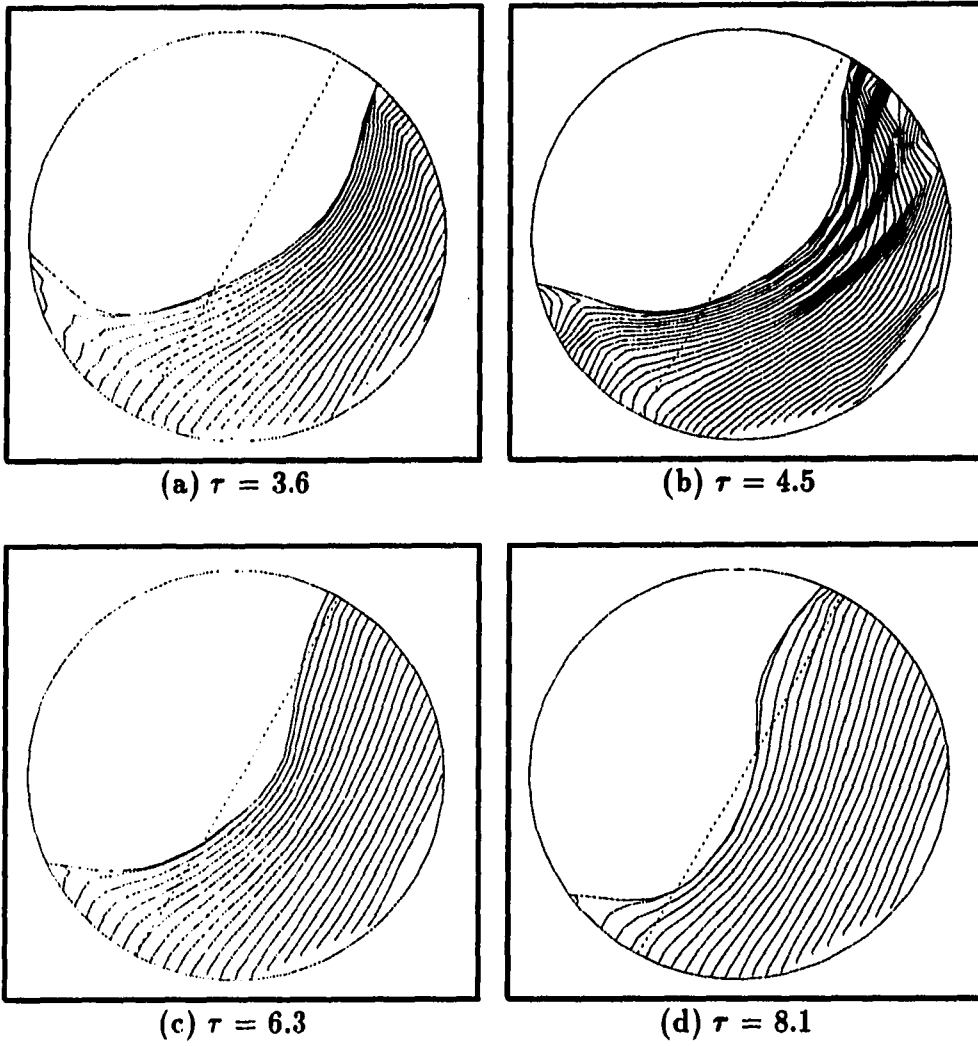 (a) τ = 3.6
(b) τ = 4.5
(c) τ = 6.3
(d) τ = 8.1